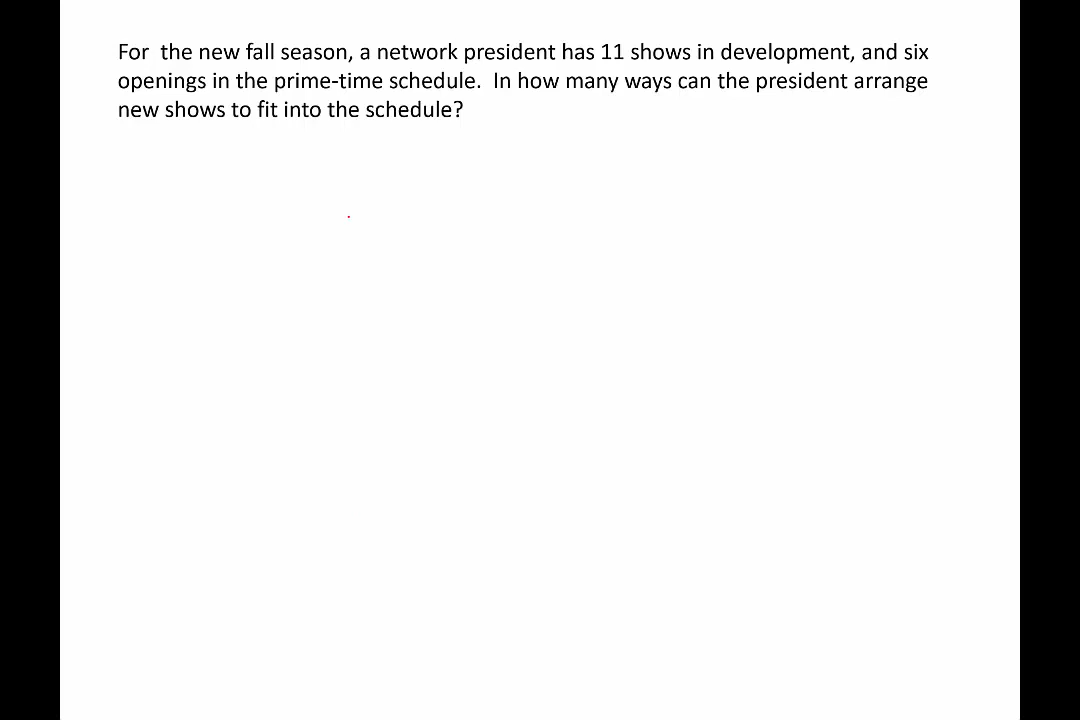 For  the new fall season, a network president has 11 shows in development, and six
openings in the prime-time schedule.  In how many ways can the president arrange
new shows to fit into the schedule?